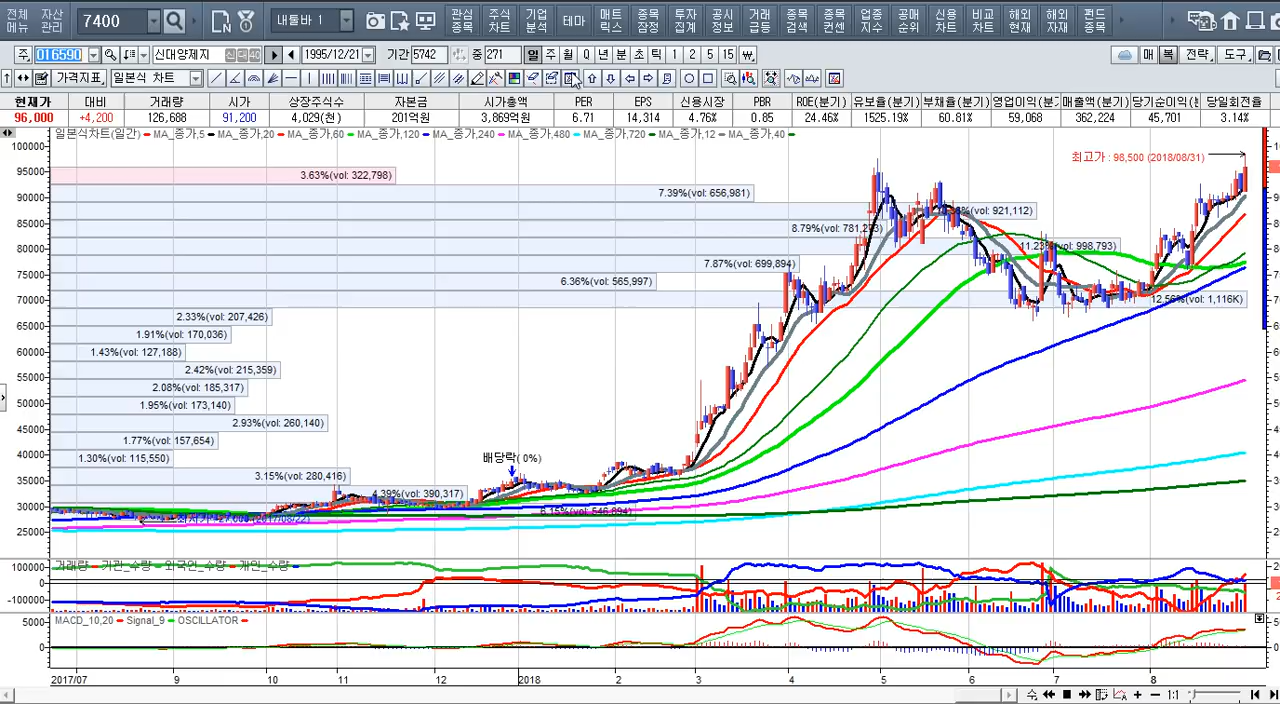 전체 메뉴 자산 관리 7400 내툴바 1 관심 종목 주식 차트 기업 분석 테마 매트 릭스 종목 잠정 투자 집계 공시 정보 거래 급등 종목 검색 종목 컨센 업종 지수 공매 순위 신용 차트 비교 차트 해외 현재 해외 자재 펀드 종목
주 016590 신대양제지 신 대 40 1995/12/21 기간 5742 중 271 일 주 월 Q 년 분 초 틱 1 2 3 5 15 매 복 전략 도구
가격지표 일본식 차트
현재가 대비 거래량 시가 상장주식수 자본금 시가총액 PER EPS 신용시장 PBR ROE(분기) 유보율(분기) 부채율(분기) 영업이익(분기 매출액(분기) 당기순이익(분 당일회전율
96,000 +4,200 126,688 91,200 4,029(천) 201억원 3,869억원 6.71 14,314 4.76% 0.85 24.46% 1525.19% 60.81% 59,068 362,224 45,701 3.14%
일본식차트(일간) MA_종가,5 MA_종가,20 MA_종가,60 MA_종가,120 MA_종가,240 MA_종가,480 MA_종가,720 MA_종가,12 MA_종가,40
100000
최고가 : 98,500 (2018/08/31)
95000
3.63%(vol: 322,798)
90000
7.39%(vol: 656,981)
(vol: 921,112)
85000
8.79%(vol: 781,2
80000
11.23%(vol: 998,793)
7.87%(vol: 699,894)
75000
6.36%(vol: 565,997)
70000
12.56%(vol: 1,116K)
2.33%(vol: 207,426)
65000
1.91%(vol: 170,036)
60000
1.43%(vol: 127,188)
55000
2.42%(vol: 215,359)
2.08%(vol: 185,317)
50000
1.95%(vol: 173,140)
45000
2.93%(vol: 260,140)
1.77%(vol: 157,654)
40000
1.30%(vol: 115,550)
배당락( 0%)
35000
3.15%(vol: 280,416)
4.39%(vol: 390,317)
30000
6.15%(vol: 546,894)
(2017/08/22)
25000
거래량 기관_수량 외국인_수량 개인_수량
100000
0
-100000
MACD_10,20 Signal_9 OSCILLATOR
5000
0
2017/07 9 10 11 12 2018 2 3 4 5 6 7 8
1:1